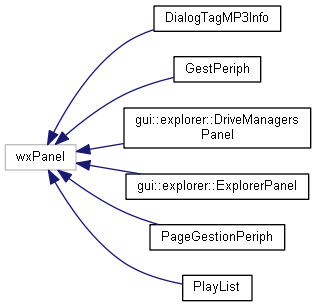 DialogTagMP3Info
GestPeriph
gui::explorer::DriveManagers
Panel
wxPanel
gui::explorer::ExplorerPanel
PageGestionPeriph
PlayList